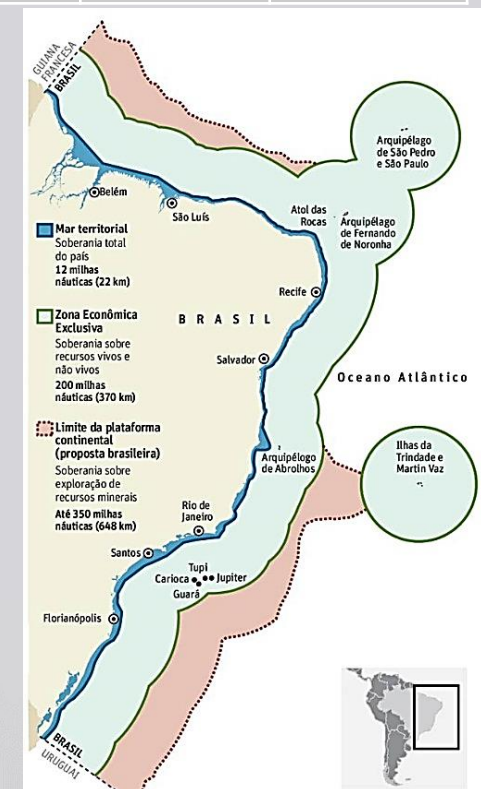 GUIANA
FRANCESA
BRASIL
Arquipélago
de São Pedro
e São Paulo
Belém
São Luís
Atol das
Rocas
Arquipélago
de Fernando
de Noronha
Mar territorial
Soberania total
do país
12 milhas
náuticas (22 km)
Recife
BRASIL
Zona Econômica
Exclusiva
Soberania sobre
recursos vivos e
não vivos
200 milhas
náuticas (370 km)
Salvador
Oceano Atlântico
Limite da plataforma
continental
(proposta brasileira)
Soberania sobre
exploração de
recursos minerais
Até 350 milhas
náuticas (648 km)
Arquipélogo
de Abrolhos
Ilhas da
Trindade e
Martin Vaz
Rio de
Janeiro
Santos
Tupi
Carioca
Jupiter
Guará
Florianópolis
BRASIL
URUGUAI